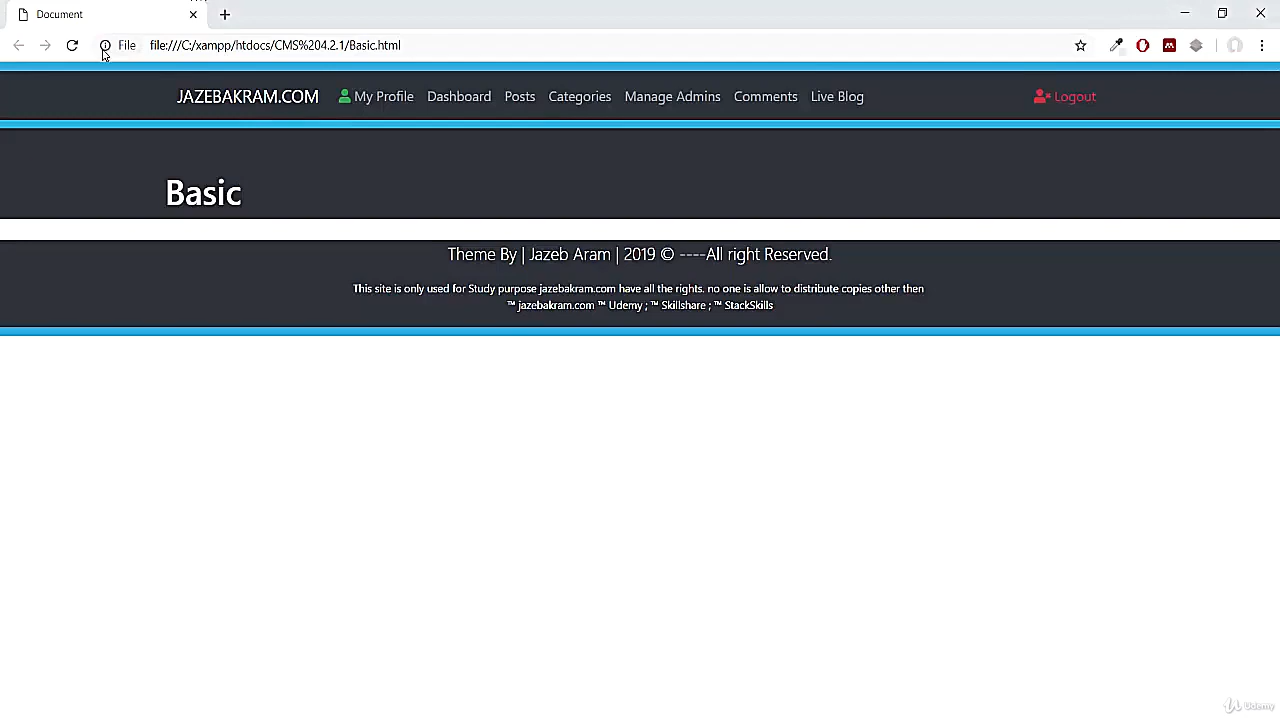 Document
File file:///C:/xampp/htdocs/CMS%204.2.1/Basic.html
JAZEBAKRAM.COM My Profile Dashboard Posts Categories Manage Admins Comments Live Blog Logout
Basic
Theme By | Jazeb Aram | 2019 © ----All right Reserved.
This site is only used for Study purpose jazebakram.com have all the rights. no one is allow to distribute copies other then
™ jazebakram.com ™ Udemy ; ™ Skillshare ; ™ StackSkills
Udemy